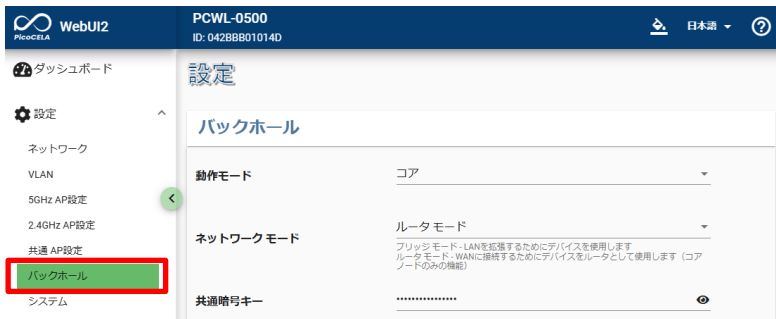 PicoCELA
WebUI2
PCWL-0500
ID: 042BBB01014D
日本語
ダッシュボード
設定
ネットワーク
VLAN
5GHz AP設定
2.4GHz AP設定
共通 AP設定
バックホール
システム
設定
バックホール
動作モード
コア
ネットワーク モード
ルータ モード
ブリッジ モード - LANを拡張するためにデバイスを使用します
ルータ モード - WANに接続するためにデバイスをルータとして使用します（コア
ノードのみの機能）
共通暗号キー
•••••••••••••••